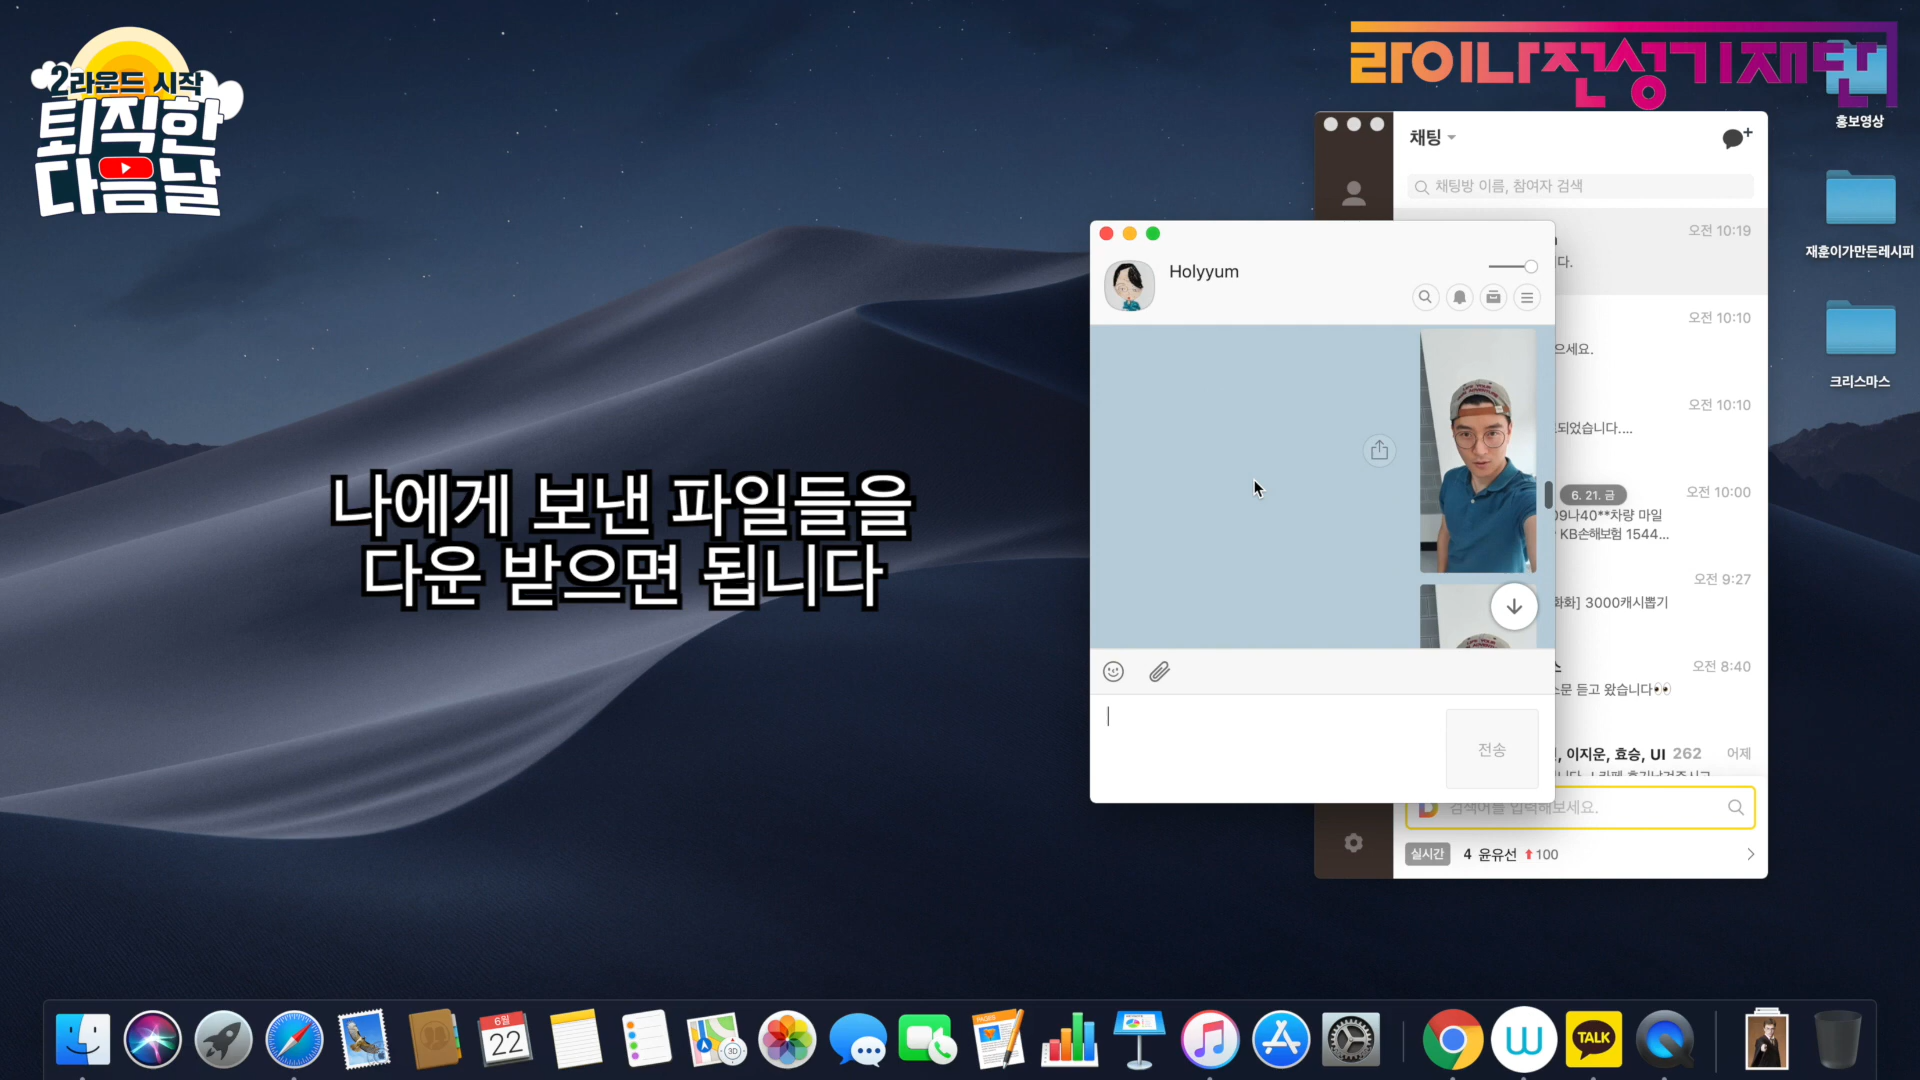 2라운드 시작
퇴직한
다음날
라이나전성기재단
홍보영상
재훈이가만든레시피
크리스마스
채팅
채팅방 이름, 참여자 검색
오전 10:19
다.
오전 10:10
으세요.
오전 10:10
되었습니다....
6. 21. 금
오전 10:00
09나40**차량 마일
KB손해보험 1544...
오전 9:27
화화] 3000캐시뽑기
오전 8:40
문 듣고 왔습니다👀
, 이지운, 효승, UI 262
어제
검색어를 입력해보세요.
실시간 4 윤유선 100
Holyyum
전송
나에게 보낸 파일들을
다운 받으면 됩니다
6월
22
PAGES
3D
W
TALK